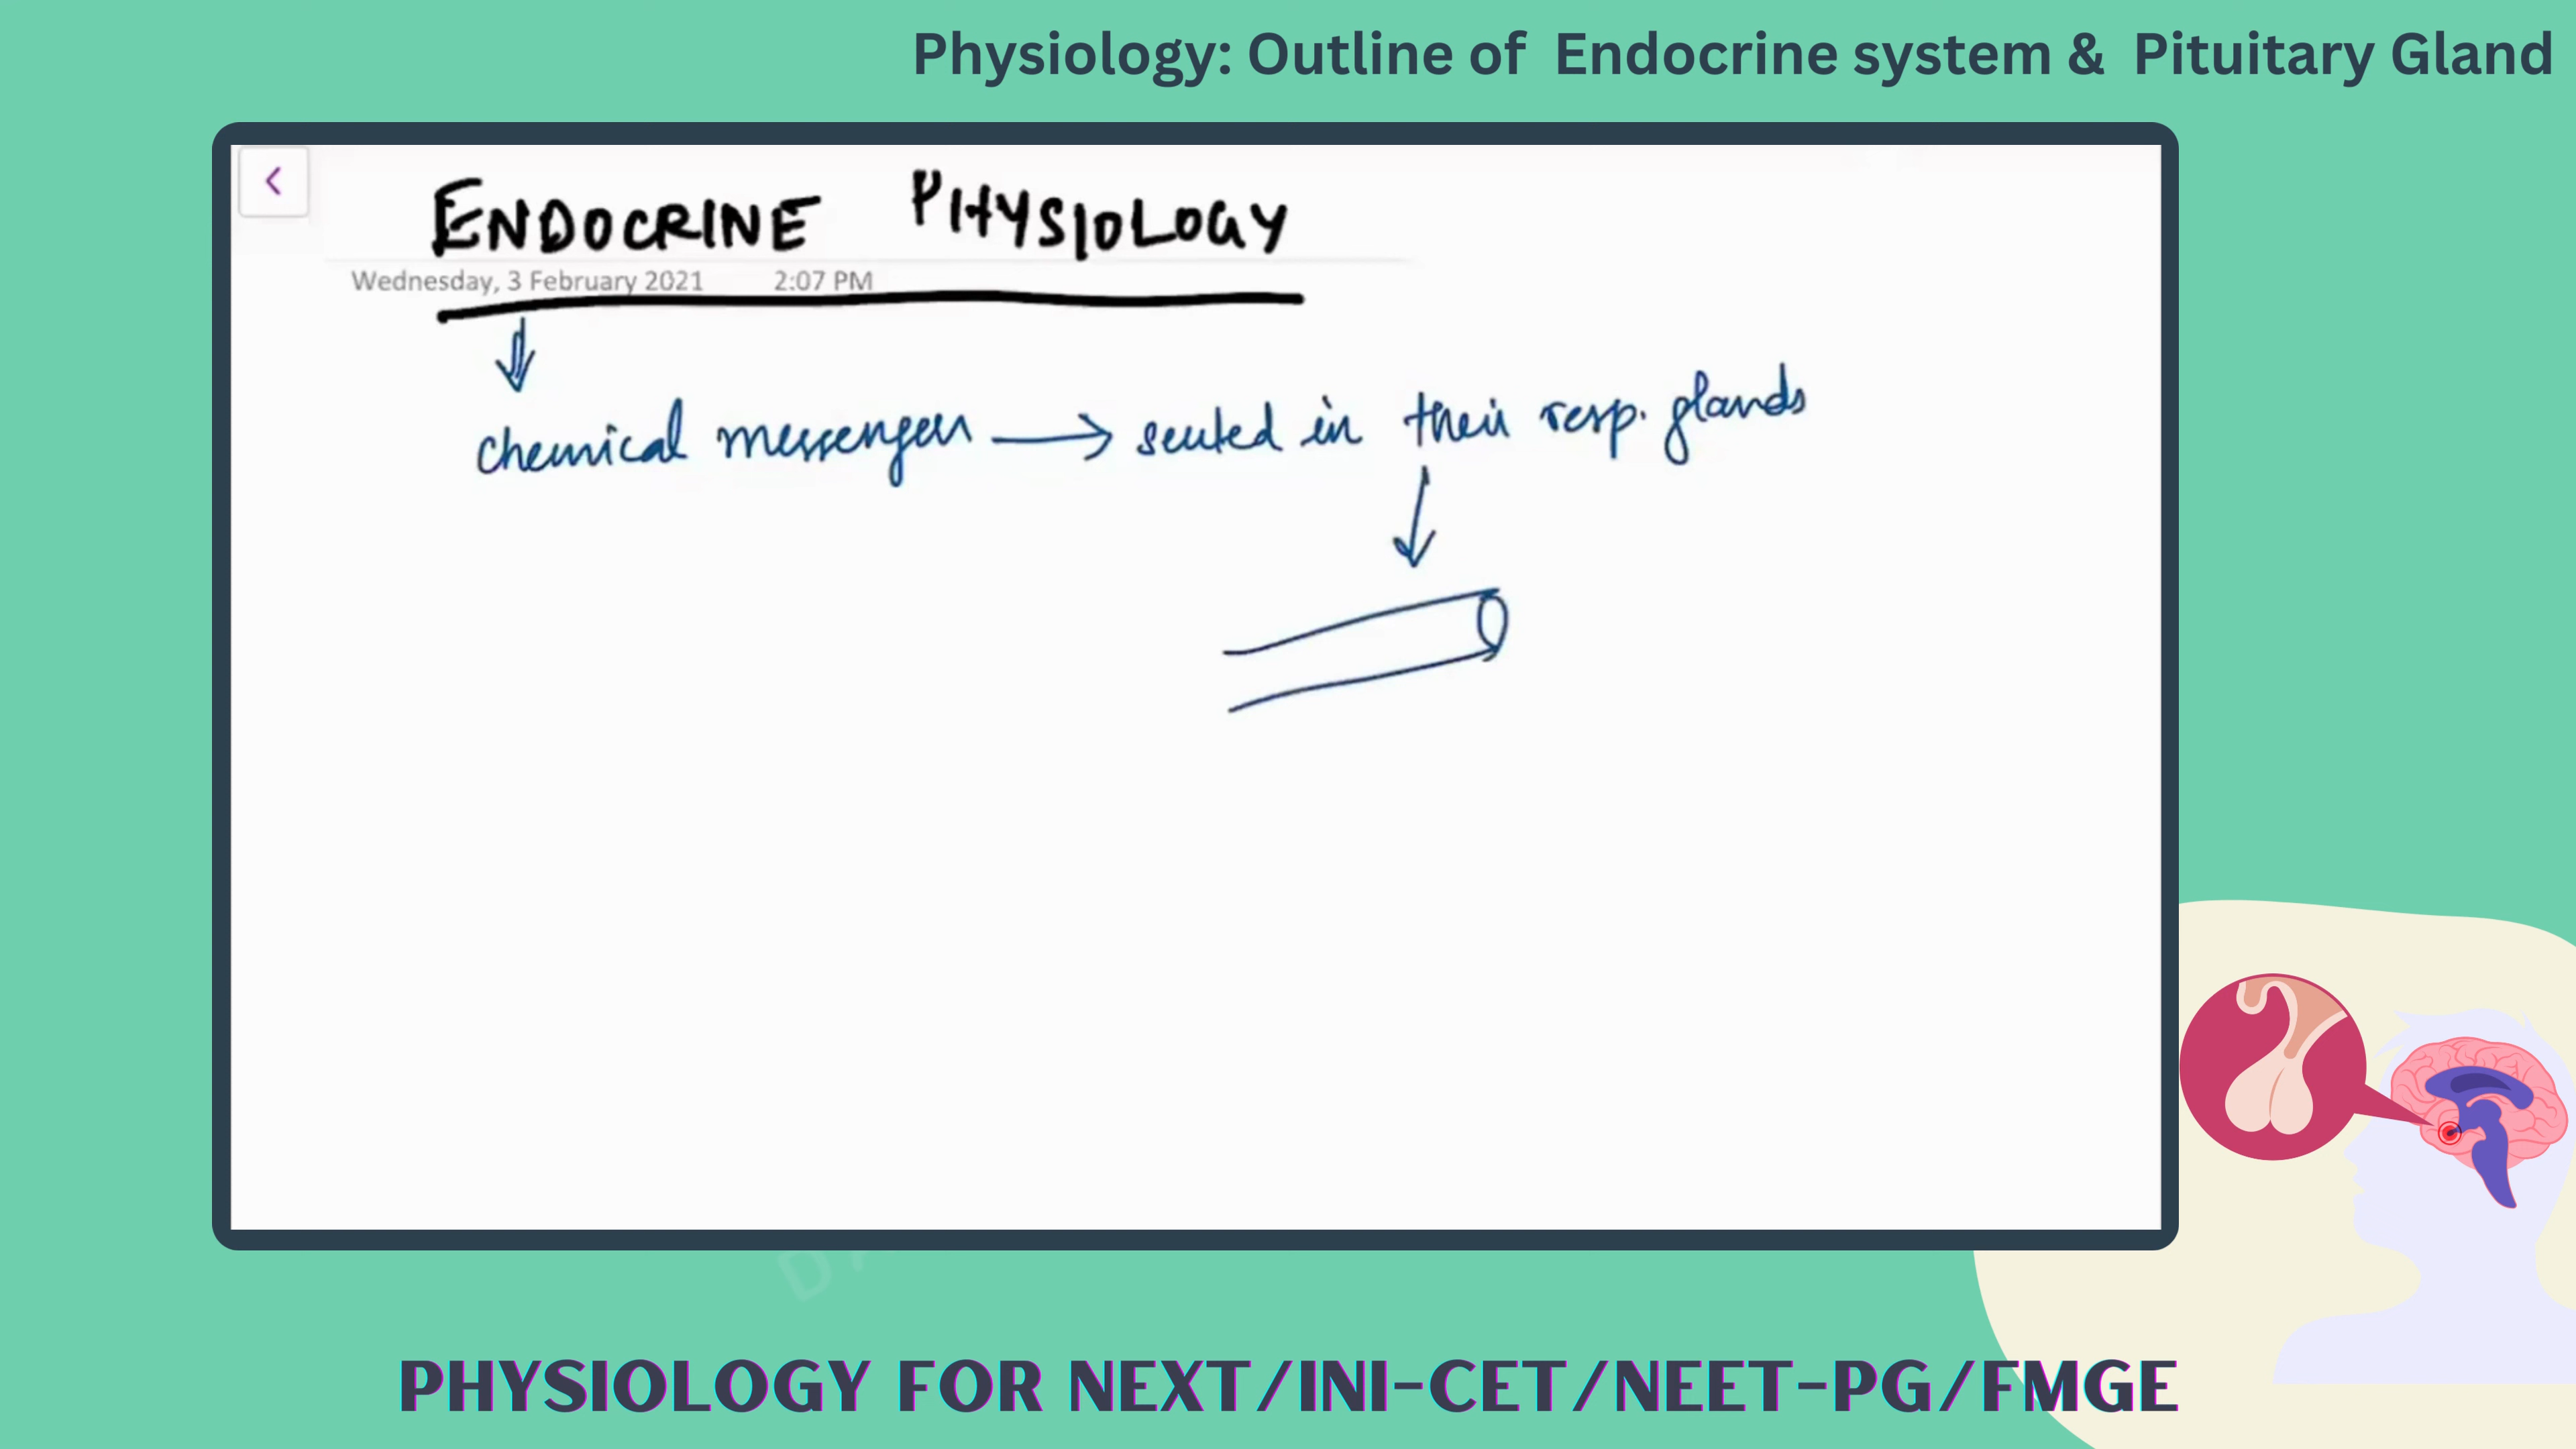 Physiology: Outline of Endocrine system & Pituitary Gland
ENDOCRINE PHYSIOLOGY
Wednesday, 3 February 2021 2:07 PM
chemical messengers → secreted in their resp. glands
PHYSIOLOGY FOR NEXT/INI-CET/NEET-PG/FMGE